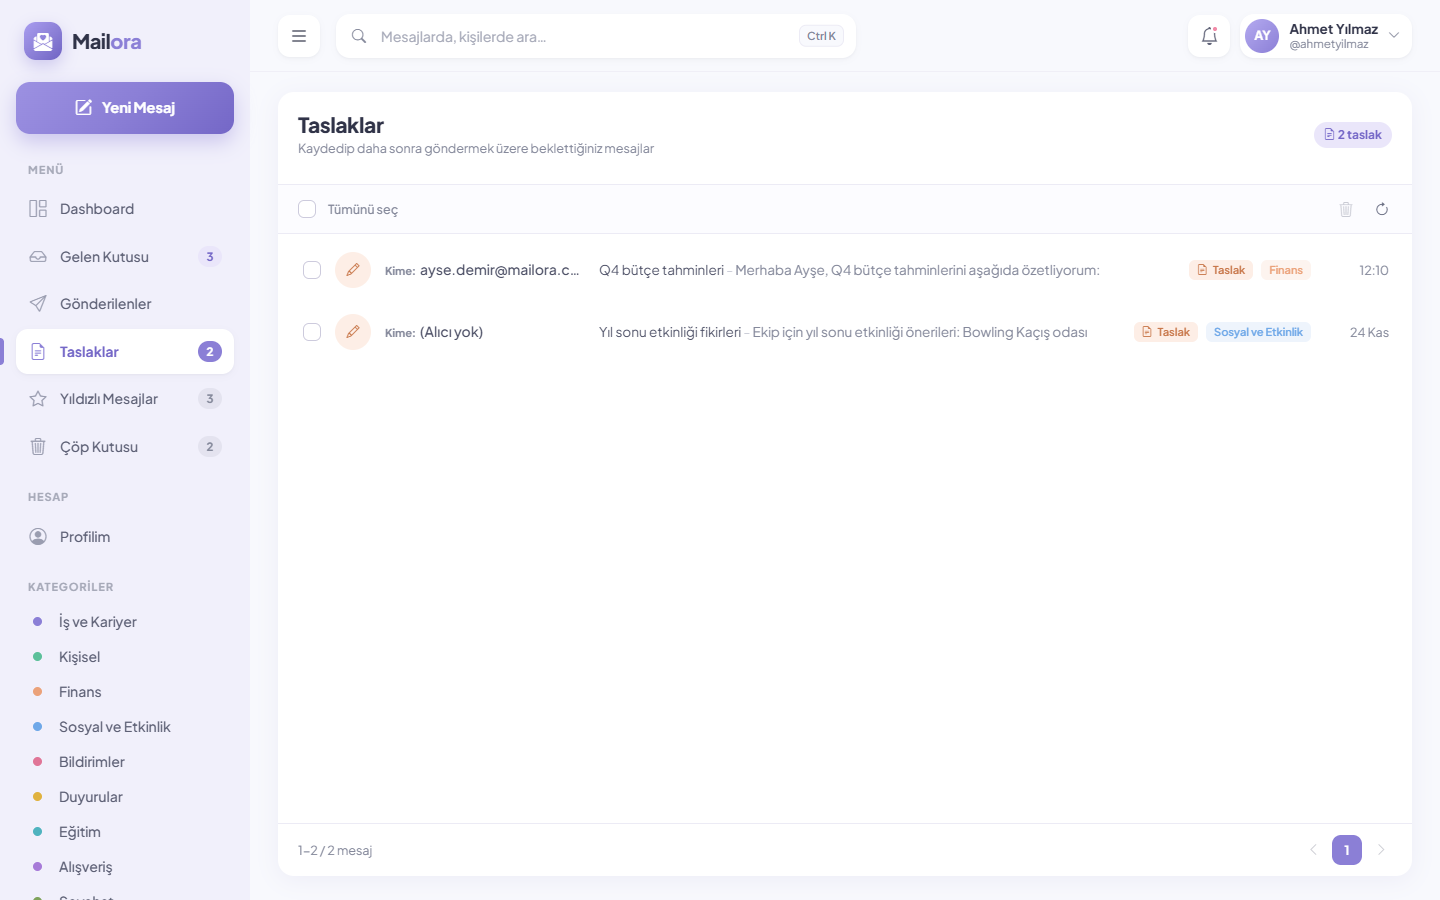 Mailora
Yeni Mesaj
MENÜ
Dashboard
Gelen Kutusu 3
Gönderilenler
Taslaklar 2
Yıldızlı Mesajlar 3
Çöp Kutusu 2
HESAP
Profilim
KATEGORİLER
İş ve Kariyer
Kişisel
Finans
Sosyal ve Etkinlik
Bildirimler
Duyurular
Eğitim
Alışveriş
Mesajlarda, kişilerde ara... Ctrl K
AY
Ahmet Yılmaz
@ahmetyilmaz
Taslaklar
Kaydedip daha sonra göndermek üzere beklettiğiniz mesajlar
2 taslak
Tümünü seç
Kime: ayse.demir@mailora.c... Q4 bütçe tahminleri – Merhaba Ayşe, Q4 bütçe tahminlerini aşağıda özetliyorum: Taslak Finans 12:10
Kime: (Alıcı yok) Yıl sonu etkinliği fikirleri – Ekip için yıl sonu etkinliği önerileri: Bowling Kaçış odası Taslak Sosyal ve Etkinlik 24 Kas
1–2 / 2 mesaj
1